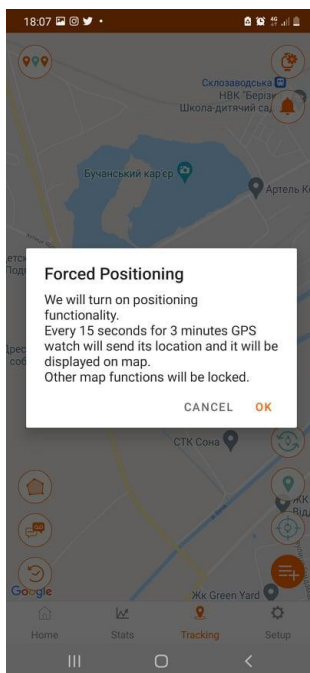 18:07
4G
Склозаводська
НВК "Берізк
Школа-дитячий сад
Бучанський кар'єр
Артель К
Forced Positioning
We will turn on positioning
functionality.
Every 15 seconds for 3 minutes GPS
watch will send its location and it will be
displayed on map.
Other map functions will be locked.
CANCEL OK
СТК Сона
ЖК
Від
Google
Жк Green Yard
Home Stats Tracking Setup